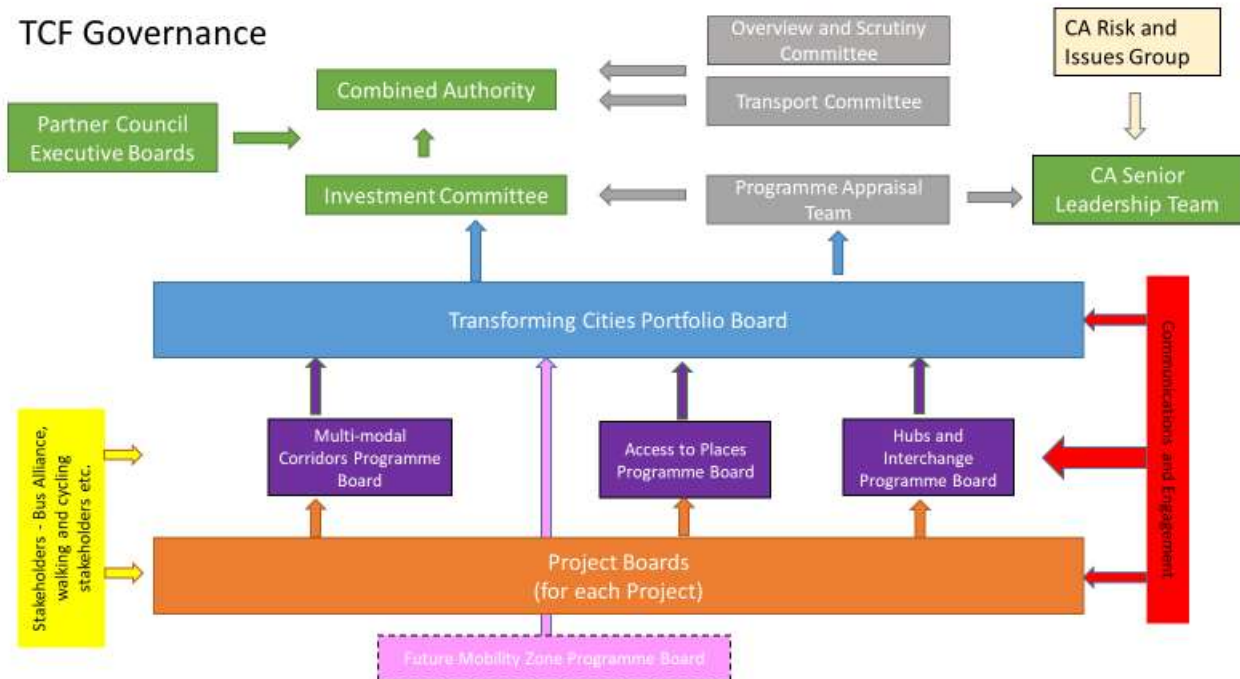 TCF Governance
Overview and Scrutiny
Committee
CA Risk and
Issues Group
Combined Authority
Transport Committee
Partner Council
Executive Boards
Investment Committee
Programme Appraisal
Team
CA Senior
Leadership Team
Transforming Cities Portfolio Board
Communications and Engagement
Stakeholders - Bus Alliance,
walking and cycling
stakeholders etc.
Multi-modal
Corridors Programme
Board
Access to Places
Programme Board
Hubs and
Interchange
Programme Board
Project Boards
(for each Project)
Future Mobility Zone Programme Board